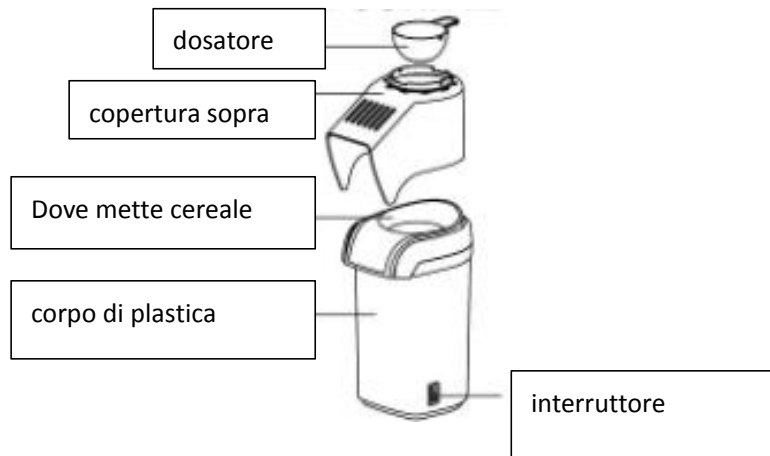 dosatore
copertura sopra
Dove mette cereale
corpo di plastica
interruttore